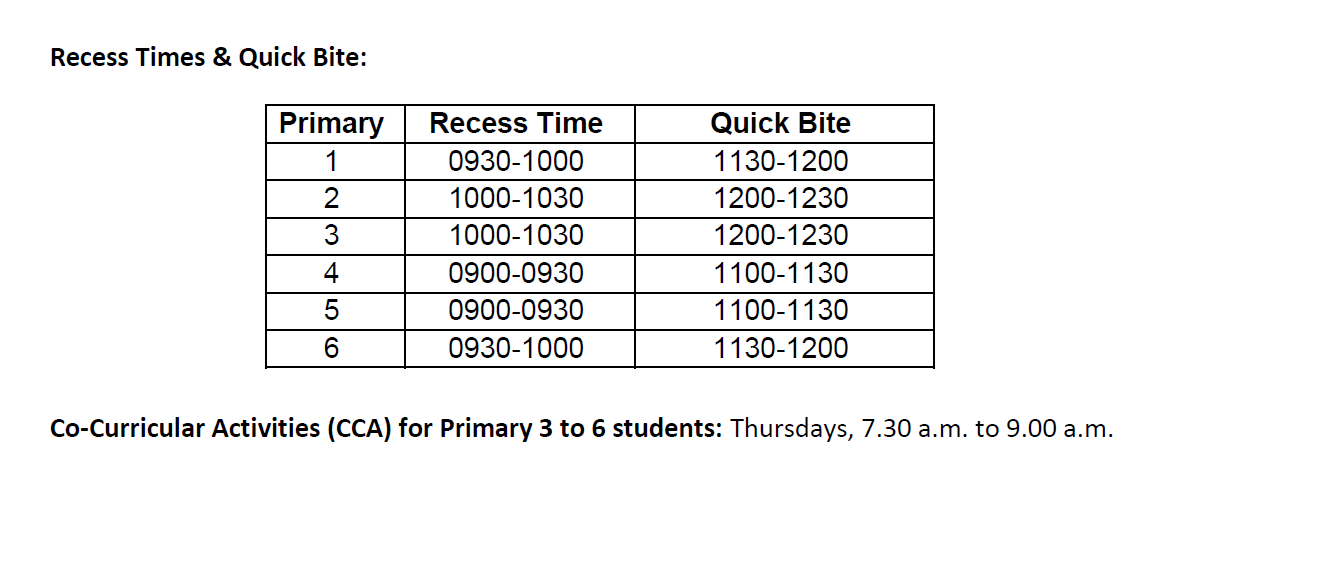 Recess Times & Quick Bite:
Primary Recess Time Quick Bite
1 0930-1000 1130-1200
2 1000-1030 1200-1230
3 1000-1030 1200-1230
4 0900-0930 1100-1130
5 0900-0930 1100-1130
6 0930-1000 1130-1200
Co-Curricular Activities (CCA) for Primary 3 to 6 students: Thursdays, 7.30 a.m. to 9.00 a.m.